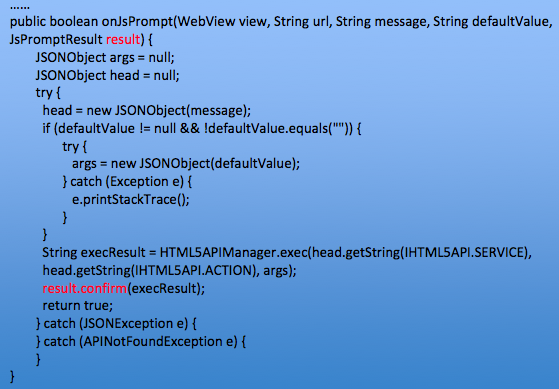 ……
public boolean onJsPrompt(WebView view, String url, String message, String defaultValue,
JsPromptResult result) {
JSONObject args = null;
JSONObject head = null;
try {
head = new JSONObject(message);
if (defaultValue != null && !defaultValue.equals("")) {
try {
args = new JSONObject(defaultValue);
} catch (Exception e) {
e.printStackTrace();
}
}
String execResult = HTML5APIManager.exec(head.getString(IHTML5API.SERVICE),
head.getString(IHTML5API.ACTION), args);
result.confirm(execResult);
return true;
} catch (JSONException e) {
} catch (APINotFoundException e) {
}
}